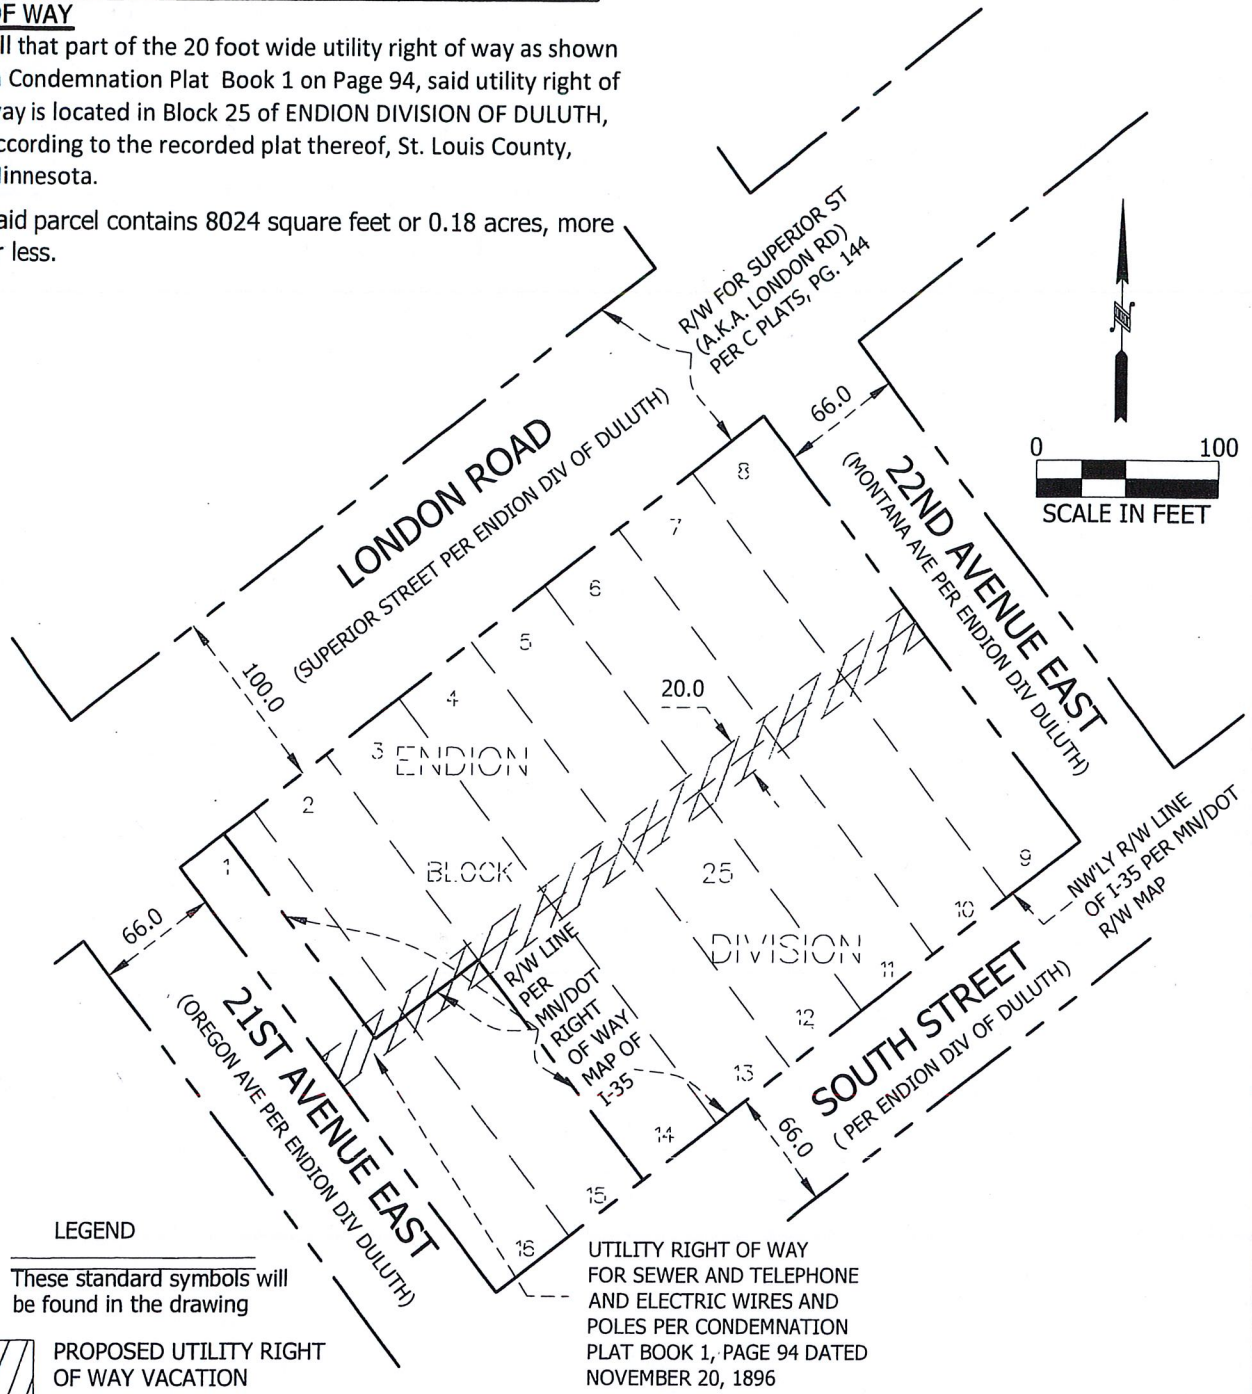 OF WAY
ll that part of the 20 foot wide utility right of way as shown
Condemnation Plat Book 1 on Page 94, said utility right of
ay is located in Block 25 of ENDION DIVISION OF DULUTH,
ccording to the recorded plat thereof, St. Louis County,
innesota.
aid parcel contains 8024 square feet or 0.18 acres, more
r less.
R/W FOR SUPERIOR ST
(A.K.A. LONDON RD)
PER C PLATS, PG. 144
66.0
0 100
SCALE IN FEET
LONDON ROAD
(SUPERIOR STREET PER ENDION DIV OF DULUTH)
22ND AVENUE EAST
(MONTANA AVE PER ENDION DIV DULUTH)
100.0
8
7
6
5
4
3
2
1
20.0
ENDION
BLOCK
25
DIVISION
66.0
21ST AVENUE EAST
(OREGON AVE PER ENDION DIV DULUTH)
R/W LINE
PER
MN/DOT
RIGHT
OF WAY
MAP OF
I-35
9
10
11
12
13
14
15
16
NW'LY R/W LINE
OF I-35 PER MN/DOT
R/W MAP
SOUTH STREET
( PER ENDION DIV OF DULUTH)
66.0
LEGEND
These standard symbols will
be found in the drawing
PROPOSED UTILITY RIGHT
OF WAY VACATION
UTILITY RIGHT OF WAY
FOR SEWER AND TELEPHONE
AND ELECTRIC WIRES AND
POLES PER CONDEMNATION
PLAT BOOK 1, PAGE 94 DATED
NOVEMBER 20, 1896